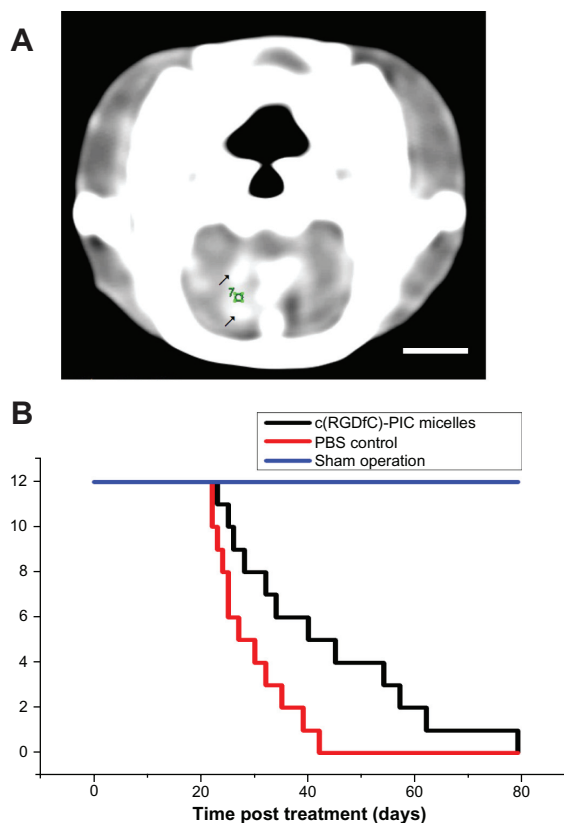 A
7
B
c(RGDfC)-PIC micelles
PBS control
Sham operation
12
10
8
6
4
2
0
0 20 40 60 80
Time post treatment (days)